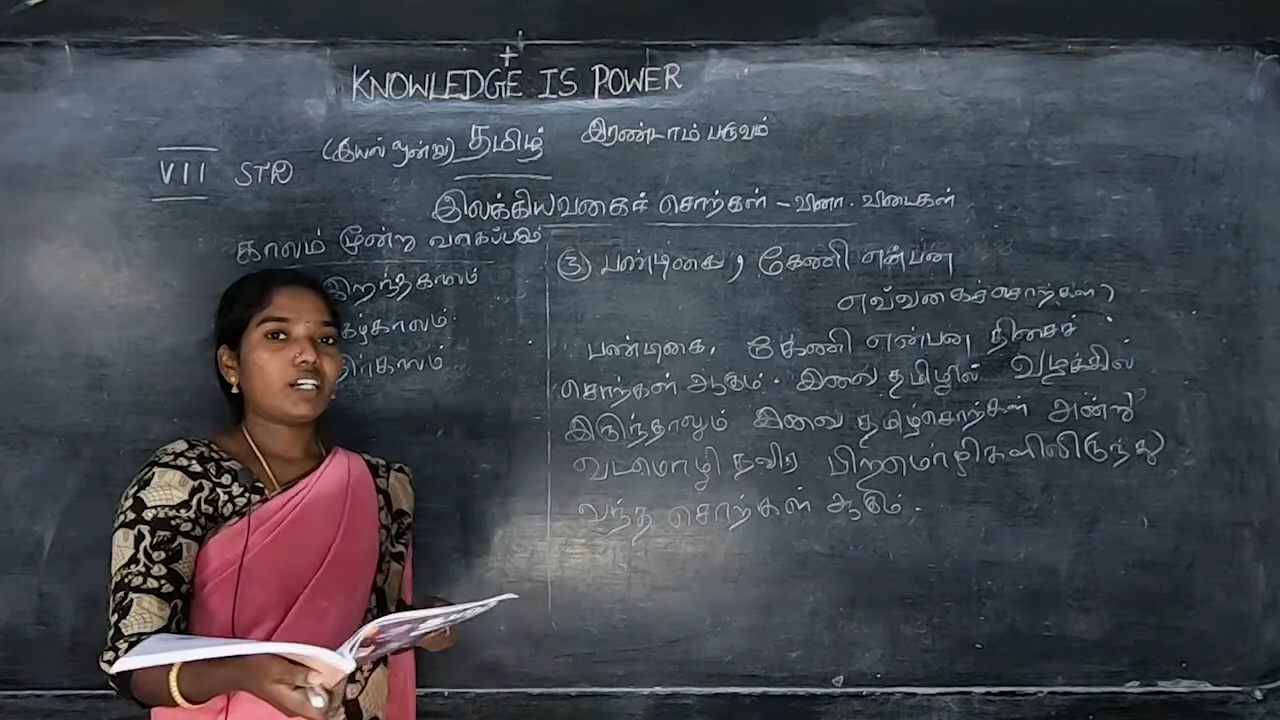 KNOWLEDGE IS POWER
VII STD
(இயல் மூன்று) தமிழ் இரண்டாம் பருவம்
இலக்கியவகைச் சொற்கள் - வினா. விடைகள்
காலம் மூன்று வகைப்படும்
இறந்தகாலம்
கழ்காலம்.
திர்காலம்
3) பண்டிகை, கேணி என்பன
எவ்வகைச்சொற்கள்?
பண்டிகை, கேணி என்பன திசைச்
சொற்கள் ஆகும். இவை தமிழில் வழக்கில்
இருந்தாலும் இவை தமிழ்சொற்கள் அன்று
வடமொழி தவிர பிறமொழிகளிலிருந்து
வந்த சொற்கள் ஆகும்.